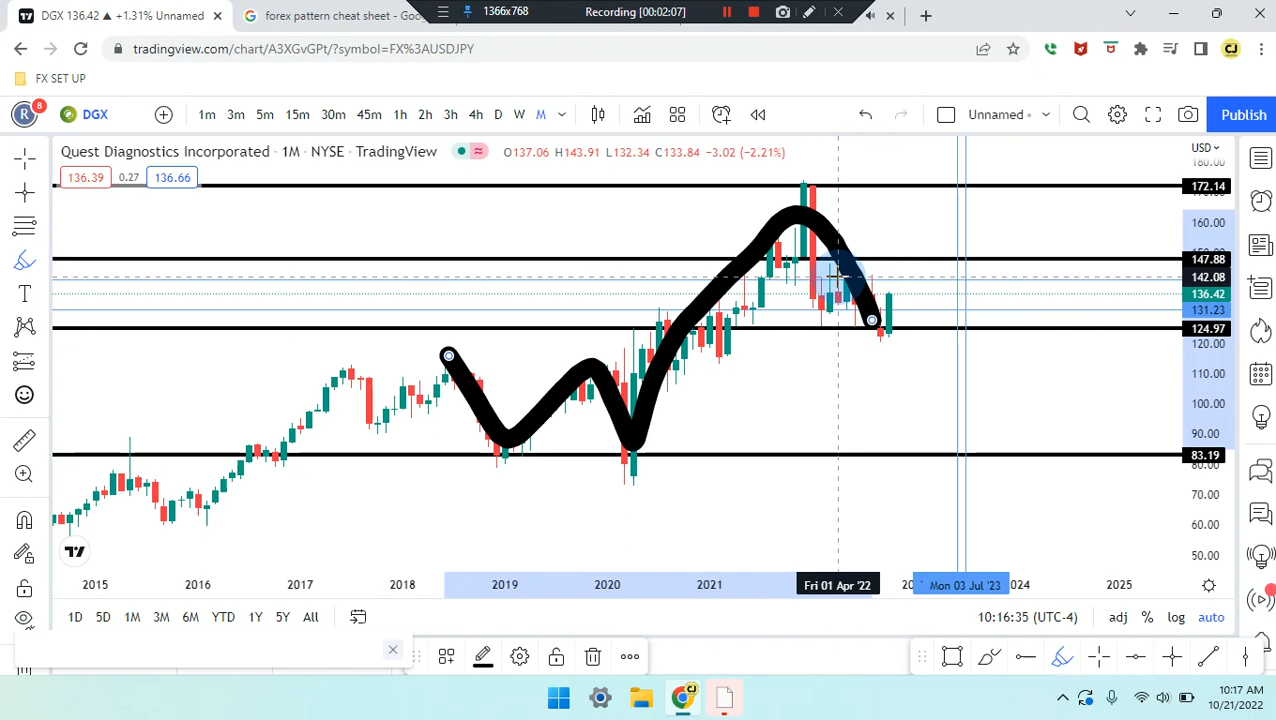 DGX 136.42 ▲ +1.31% Unnamed
forex pattern cheat sheet - Goo
1366x768
Recording [00:02:07]
tradingview.com/chart/A3XGvGPt/?symbol=FX%3AUSDJPY
FX SET UP
R 8 DGX 1m 3m 5m 15m 30m 45m 1h 2h 3h 4h D W M Unnamed Publish
Quest Diagnostics Incorporated · 1M · NYSE · TradingView O137.06 H143.91 L132.34 C133.84 −3.02 (−2.21%) USD
136.39 0.27 136.66
180.00
172.14
160.00
147.88
142.08
136.42
131.23
124.97
120.00
110.00
100.00
90.00
83.19
80.00
70.00
60.00
50.00
2015 2016 2017 2018 2019 2020 2021 Fri 01 Apr '22 Mon 03 Jul '23 024 2025
1D 5D 1M 3M 6M YTD 1Y 5Y All 10:16:35 (UTC-4) adj % log auto
10:17 AM
10/21/2022